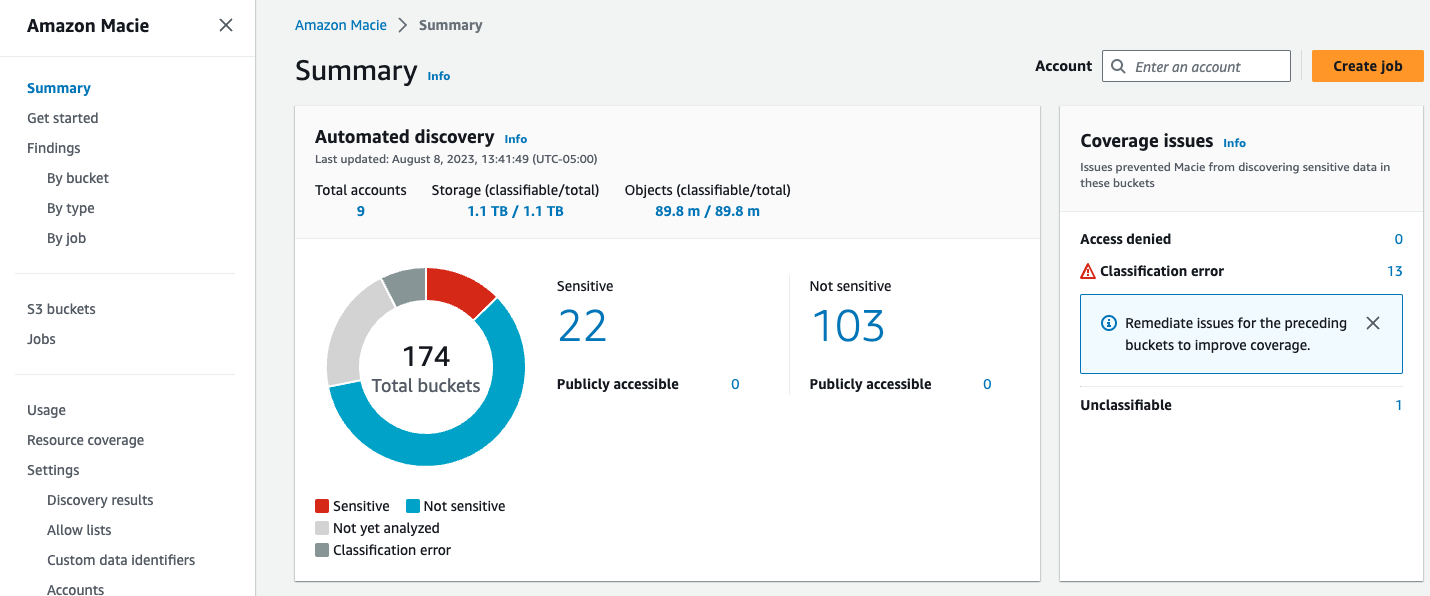 Amazon Macie
Summary
Get started
Findings
By bucket
By type
By job
S3 buckets
Jobs
Usage
Resource coverage
Settings
Discovery results
Allow lists
Custom data identifiers
Accounts
Amazon Macie > Summary
Summary Info
Account Enter an account Create job
Automated discovery Info
Last updated: August 8, 2023, 13:41:49 (UTC-05:00)
Total accounts Storage (classifiable/total) Objects (classifiable/total)
9 1.1 TB / 1.1 TB 89.8 m / 89.8 m
174
Total buckets
Sensitive
22
Publicly accessible 0
Not sensitive
103
Publicly accessible 0
Sensitive Not sensitive
Not yet analyzed
Classification error
Coverage issues Info
Issues prevented Macie from discovering sensitive data in
these buckets
Access denied 0
Classification error 13
Remediate issues for the preceding
buckets to improve coverage.
Unclassifiable 1